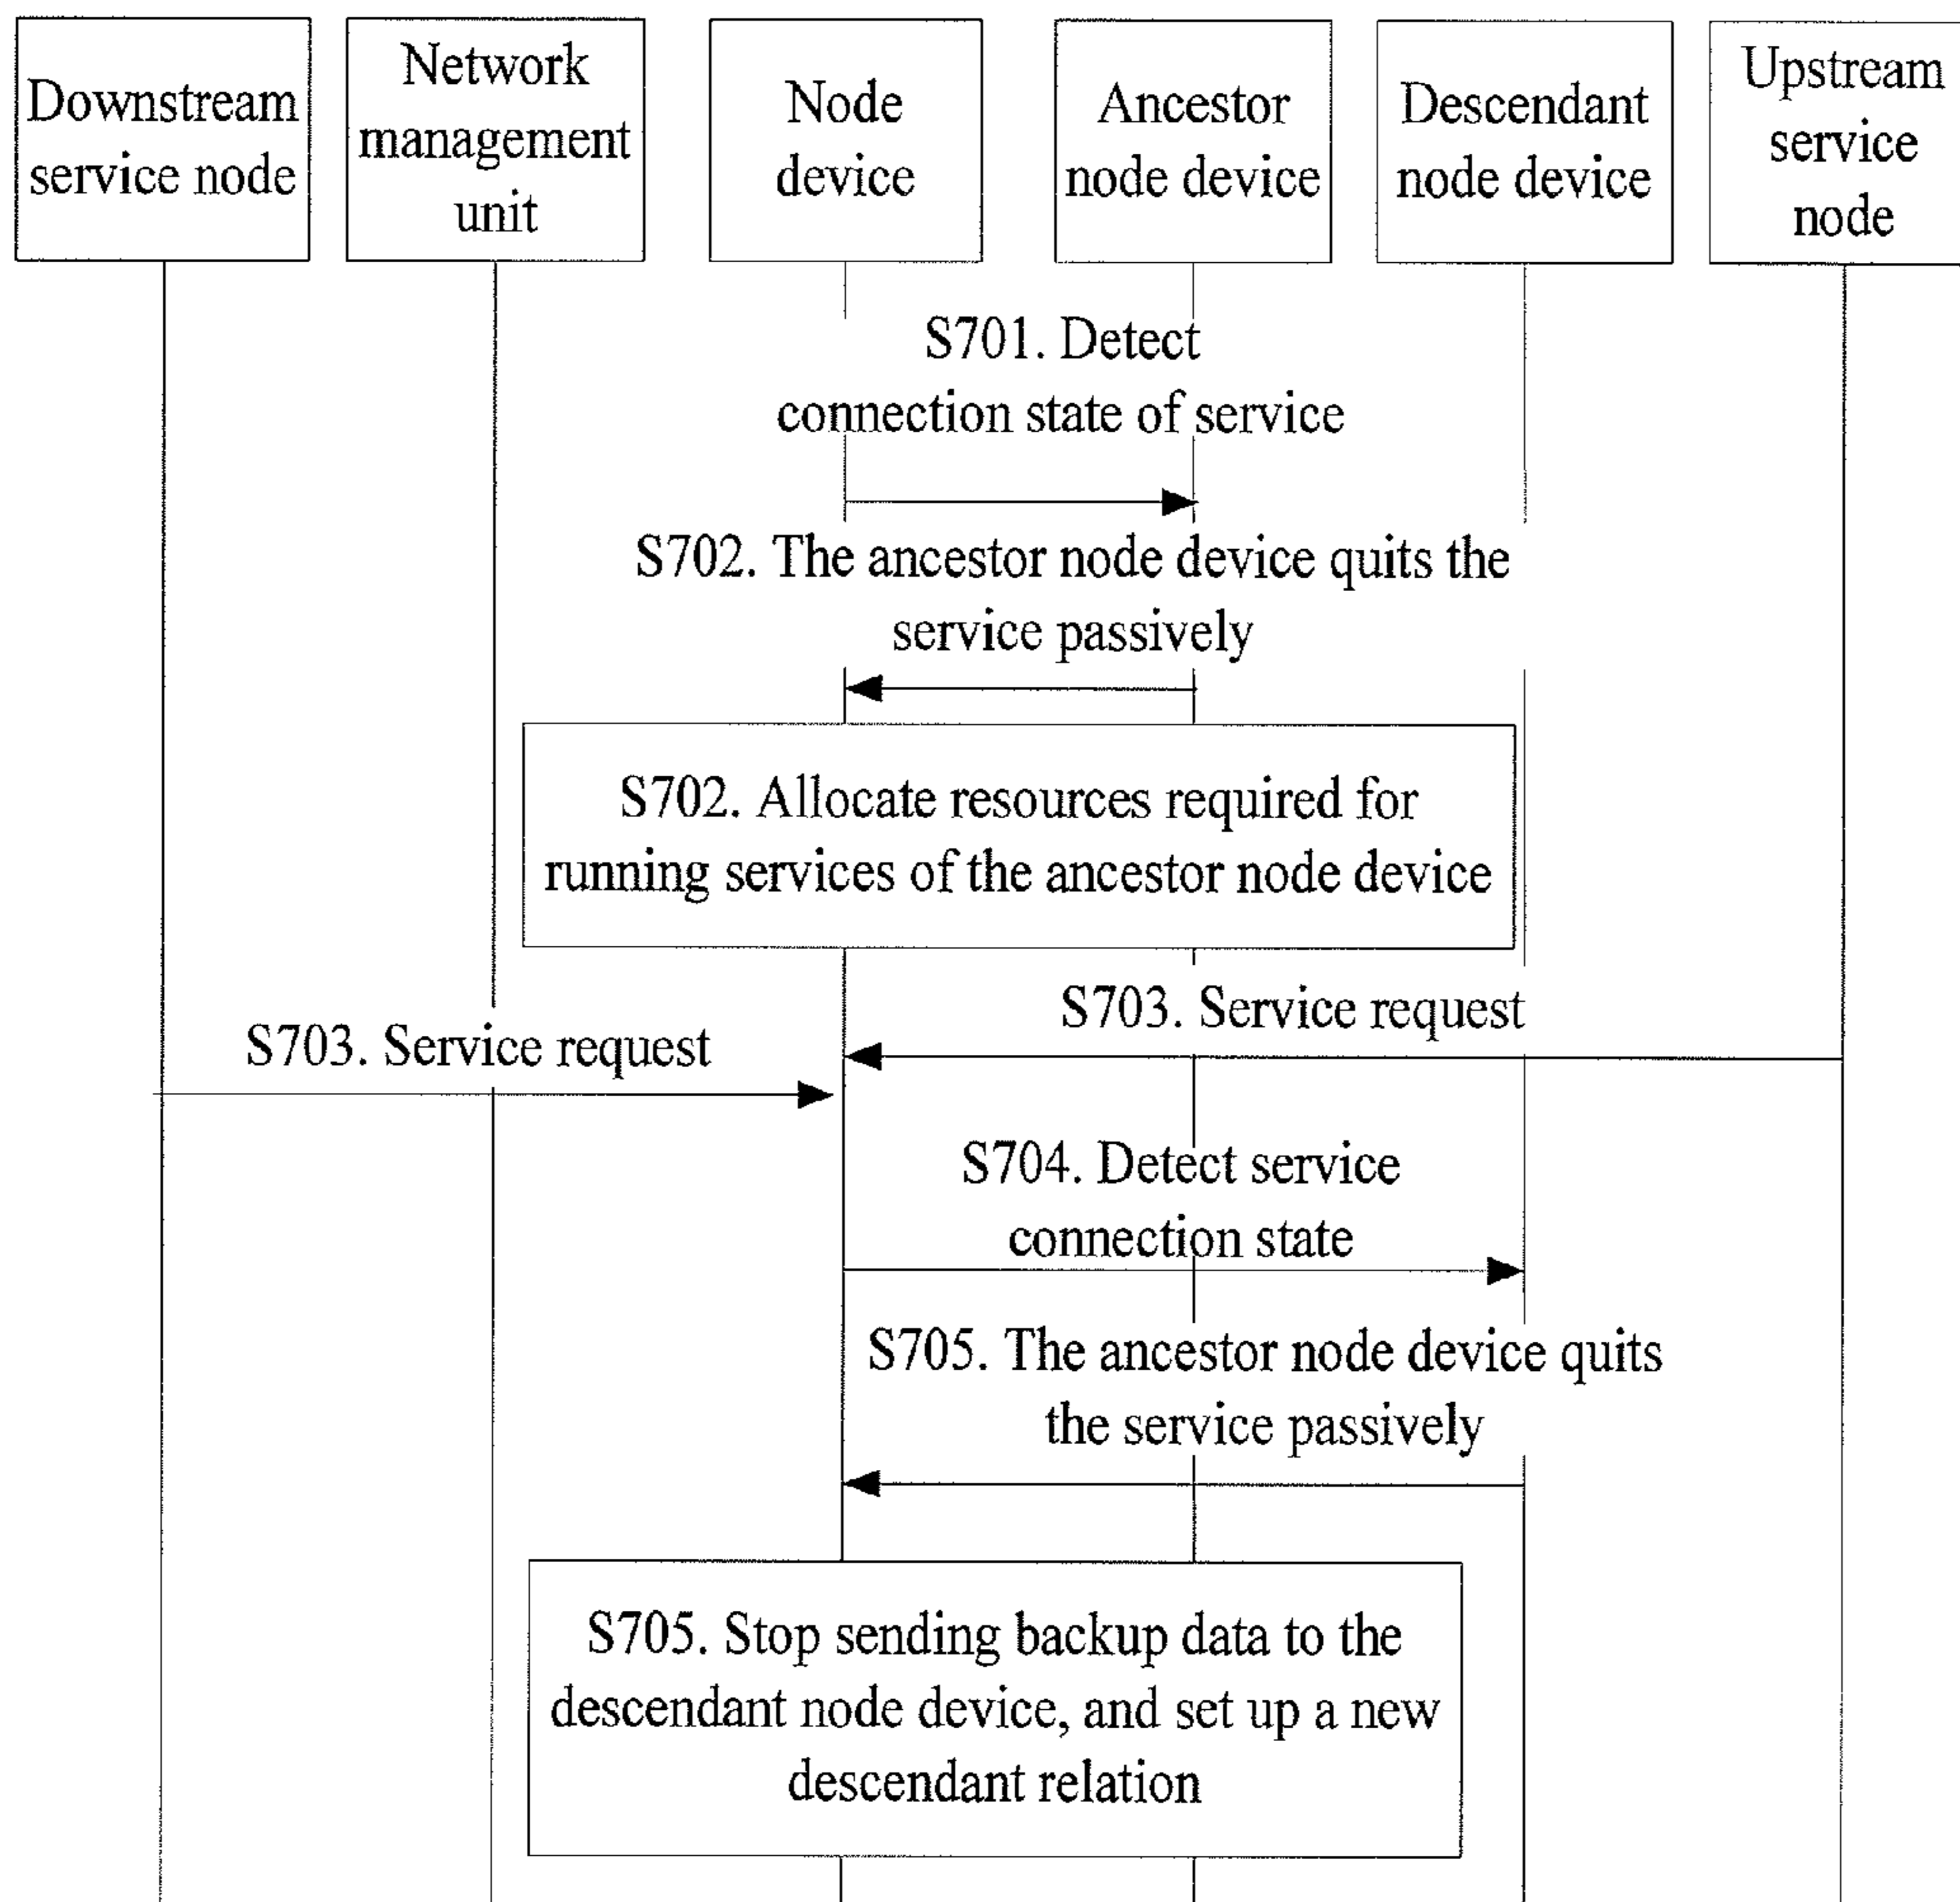 Downstream
service node
Network
management
unit
Node
device
Ancestor
node device
Descendant
node device
Upstream
service
node
S701. Detect
connection state of service
S702. The ancestor node device quits the
service passively
S702. Allocate resources required for
running services of the ancestor node device
S703. Service request
S703. Service request
S704. Detect service
connection state
S705. The ancestor node device quits
the service passively
S705. Stop sending backup data to the
descendant node device, and set up a new
descendant relation